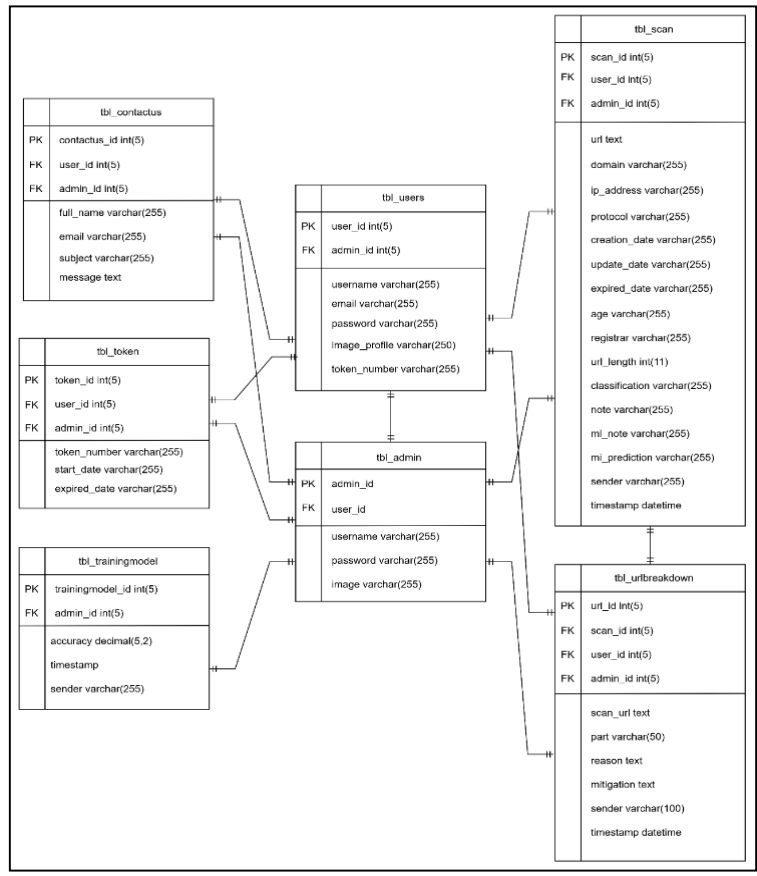 tbl_contactus
PK contactus_id int(5)
FK user_id int(5)
FK admin_id int(5)
full_name varchar(255)
email varchar(255)
subject varchar(255)
message text
tbl_token
PK token_id int(5)
FK user_id int(5)
FK admin_id int(5)
token_number varchar(255)
start_date varchar(255)
expired_date varchar(255)
tbl_trainingmodel
PK trainingmodel_id int(5)
FK admin_id int(5)
accuracy decimal(5,2)
timestamp
sender varchar(255)
tbl_users
PK user_id int(5)
FK admin_id int(5)
username varchar(255)
email varchar(255)
password varchar(255)
image_profile varchar(250)
token_number varchar(255)
tbl_admin
PK admin_id
FK user_id
username varchar(255)
password varchar(255)
image varchar(255)
tbl_scan
PK scan_id int(5)
FK user_id int(5)
FK admin_id int(5)
url text
domain varchar(255)
ip_address varchar(255)
protocol varchar(255)
creation_date varchar(255)
update_date varchar(255)
expired_date varchar(255)
age varchar(255)
registrar varchar(255)
url_length int(11)
classification varchar(255)
note varchar(255)
ml_note varchar(255)
mi_prediction varchar(255)
sender varchar(255)
timestamp datetime
tbl_urlbreakdown
PK url_id int(5)
FK scan_id int(5)
FK user_id int(5)
FK admin_id int(5)
scan_url text
part varchar(50)
reason text
mitigation text
sender varchar(100)
timestamp datetime